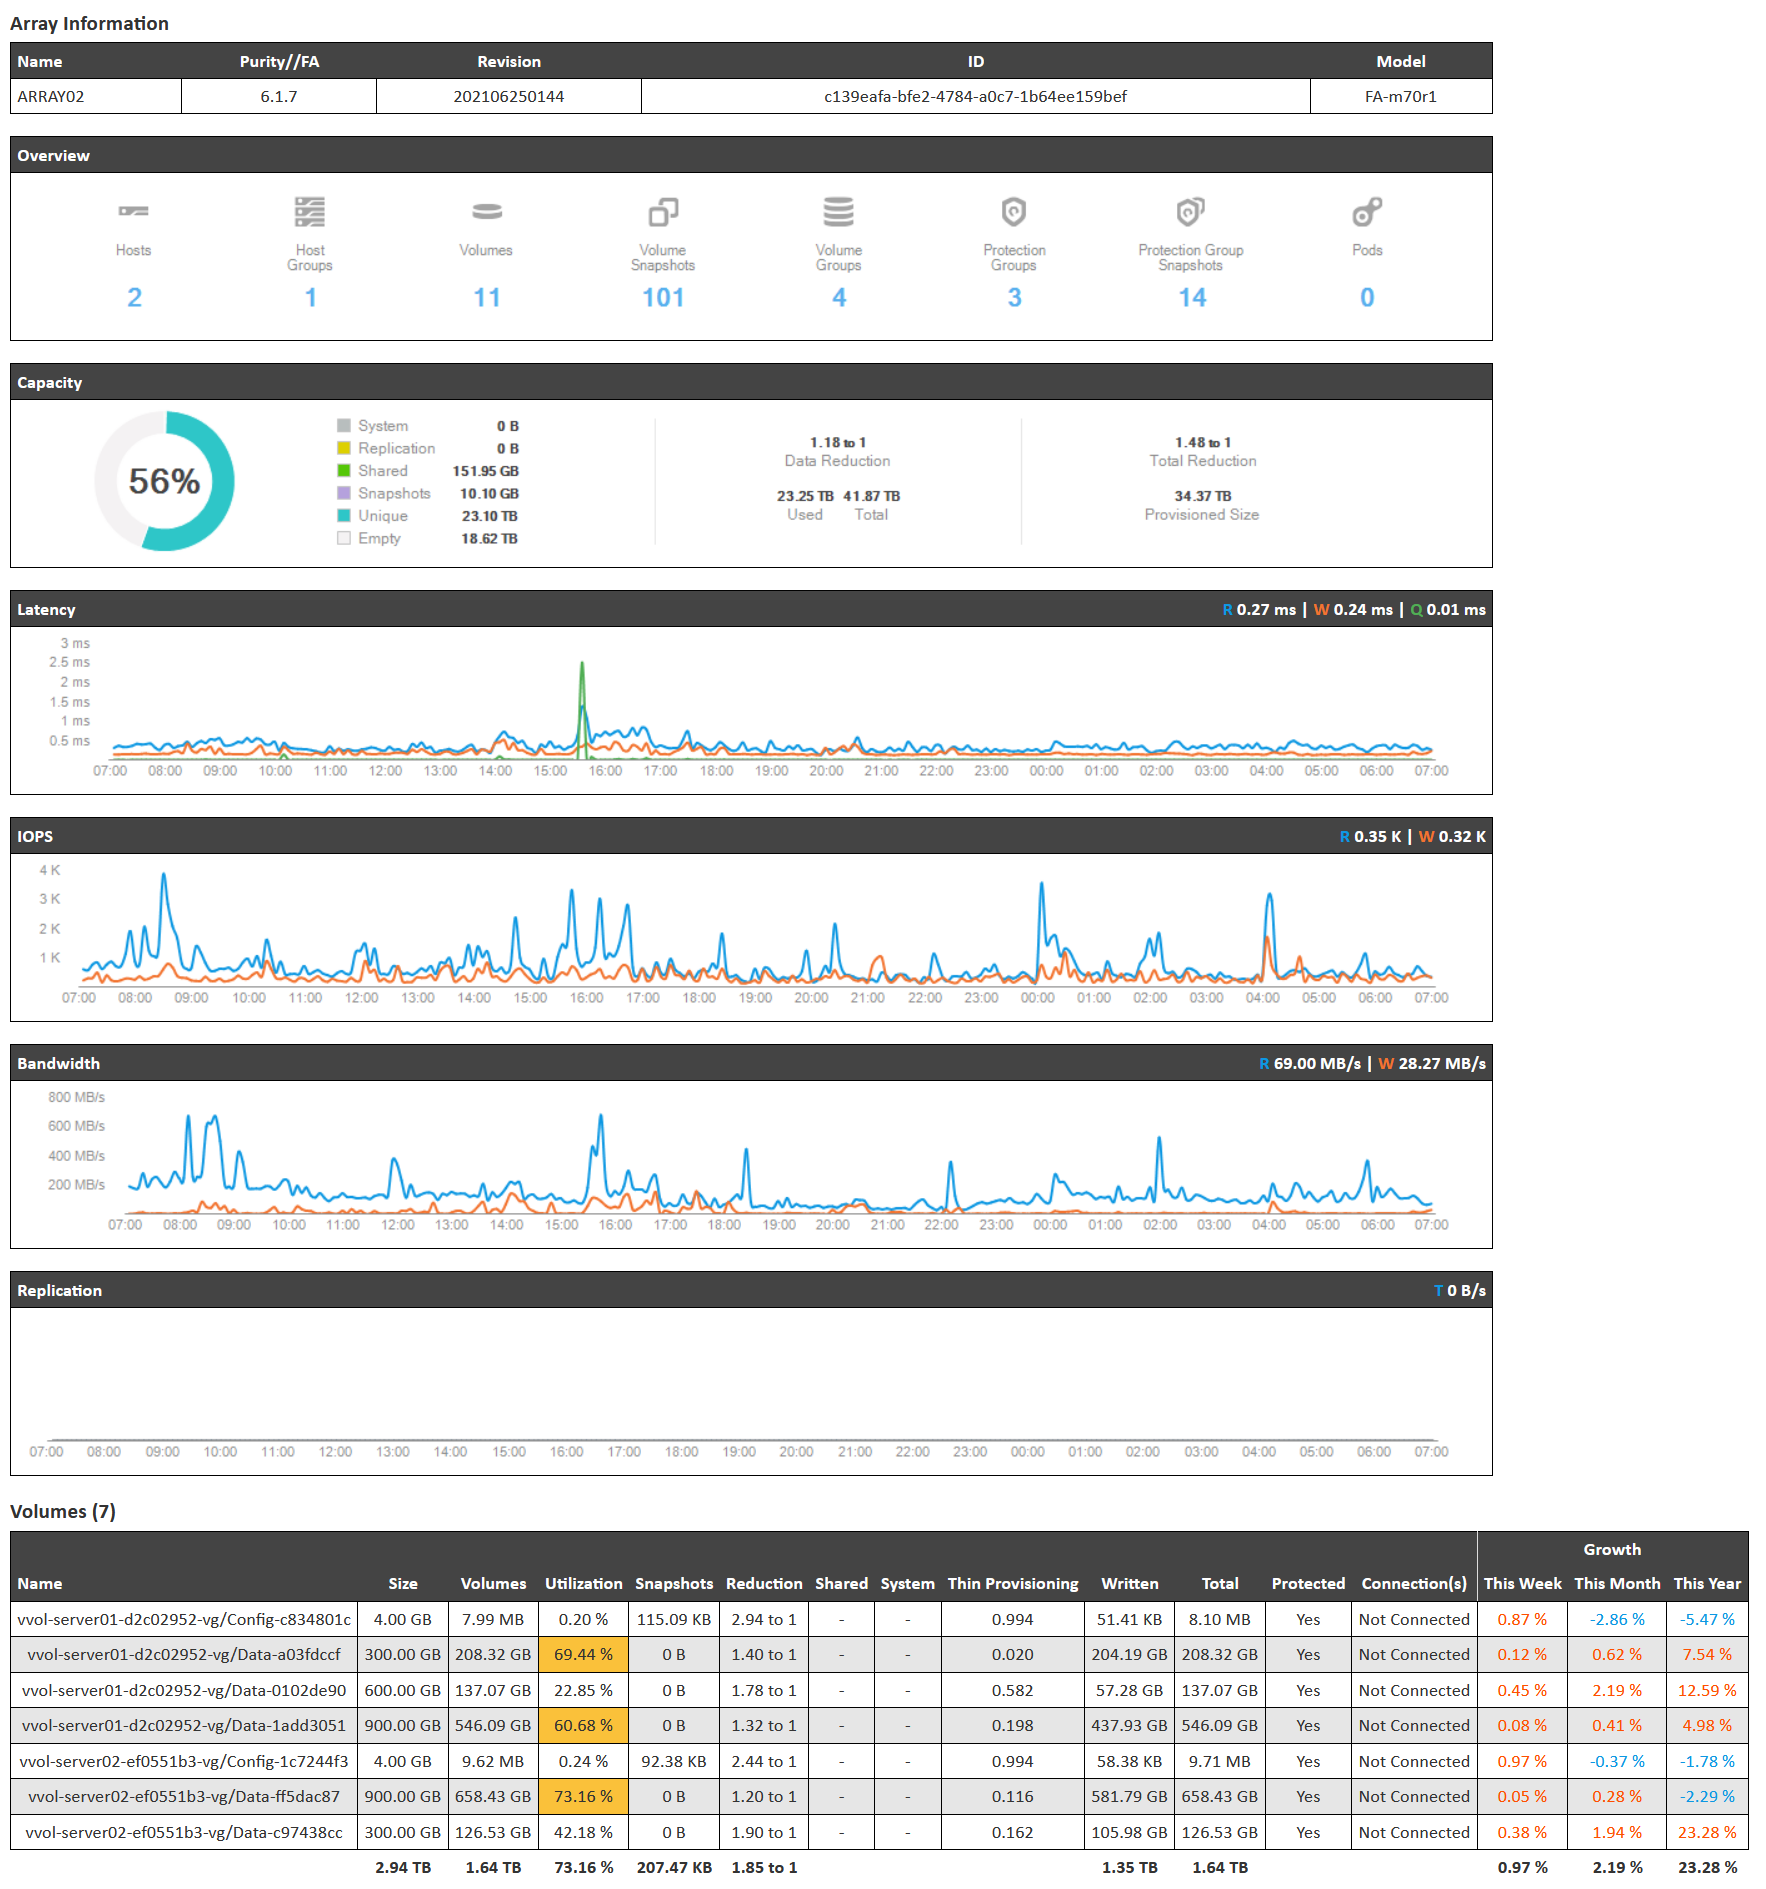 Array Information
Name Purity//FA Revision ID Model
ARRAY02 6.1.7 202106250144 c139eafa-bfe2-4784-a0c7-1b64ee159bef FA-m70r1
Overview
Hosts Host Groups Volumes Volume Snapshots Volume Groups Protection Groups Protection Group Snapshots Pods
2 1 11 101 4 3 14 0
Capacity
56%
System 0 B
Replication 0 B
Shared 151.95 GB
Snapshots 10.10 GB
Unique 23.10 TB
Empty 18.62 TB
1.18 to 1
Data Reduction
23.25 TB 41.87 TB
Used Total
1.48 to 1
Total Reduction
34.37 TB
Provisioned Size
Latency R 0.27 ms | W 0.24 ms | Q 0.01 ms
3 ms
2.5 ms
2 ms
1.5 ms
1 ms
0.5 ms
07:00 08:00 09:00 10:00 11:00 12:00 13:00 14:00 15:00 16:00 17:00 18:00 19:00 20:00 21:00 22:00 23:00 00:00 01:00 02:00 03:00 04:00 05:00 06:00 07:00
IOPS R 0.35 K | W 0.32 K
4 K
3 K
2 K
1 K
07:00 08:00 09:00 10:00 11:00 12:00 13:00 14:00 15:00 16:00 17:00 18:00 19:00 20:00 21:00 22:00 23:00 00:00 01:00 02:00 03:00 04:00 05:00 06:00 07:00
Bandwidth R 69.00 MB/s | W 28.27 MB/s
800 MB/s
600 MB/s
400 MB/s
200 MB/s
07:00 08:00 09:00 10:00 11:00 12:00 13:00 14:00 15:00 16:00 17:00 18:00 19:00 20:00 21:00 22:00 23:00 00:00 01:00 02:00 03:00 04:00 05:00 06:00 07:00
Replication T 0 B/s
07:00 08:00 09:00 10:00 11:00 12:00 13:00 14:00 15:00 16:00 17:00 18:00 19:00 20:00 21:00 22:00 23:00 00:00 01:00 02:00 03:00 04:00 05:00 06:00 07:00
Volumes (7)
Growth
Name Size Volumes Utilization Snapshots Reduction Shared System Thin Provisioning Written Total Protected Connection(s) This Week This Month This Year
vvol-server01-d2c02952-vg/Config-c834801c 4.00 GB 7.99 MB 0.20 % 115.09 KB 2.94 to 1 - - 0.994 51.41 KB 8.10 MB Yes Not Connected 0.87 % -2.86 % -5.47 %
vvol-server01-d2c02952-vg/Data-a03fdccf 300.00 GB 208.32 GB 69.44 % 0 B 1.40 to 1 - - 0.020 204.19 GB 208.32 GB Yes Not Connected 0.12 % 0.62 % 7.54 %
vvol-server01-d2c02952-vg/Data-0102de90 600.00 GB 137.07 GB 22.85 % 0 B 1.78 to 1 - - 0.582 57.28 GB 137.07 GB Yes Not Connected 0.45 % 2.19 % 12.59 %
vvol-server01-d2c02952-vg/Data-1add3051 900.00 GB 546.09 GB 60.68 % 0 B 1.32 to 1 - - 0.198 437.93 GB 546.09 GB Yes Not Connected 0.08 % 0.41 % 4.98 %
vvol-server02-ef0551b3-vg/Config-1c7244f3 4.00 GB 9.62 MB 0.24 % 92.38 KB 2.44 to 1 - - 0.994 58.38 KB 9.71 MB Yes Not Connected 0.97 % -0.37 % -1.78 %
vvol-server02-ef0551b3-vg/Data-ff5dac87 900.00 GB 658.43 GB 73.16 % 0 B 1.20 to 1 - - 0.116 581.79 GB 658.43 GB Yes Not Connected 0.05 % 0.28 % -2.29 %
vvol-server02-ef0551b3-vg/Data-c97438cc 300.00 GB 126.53 GB 42.18 % 0 B 1.90 to 1 - - 0.162 105.98 GB 126.53 GB Yes Not Connected 0.38 % 1.94 % 23.28 %
2.94 TB 1.64 TB 73.16 % 207.47 KB 1.85 to 1 1.35 TB 1.64 TB 0.97 % 2.19 % 23.28 %